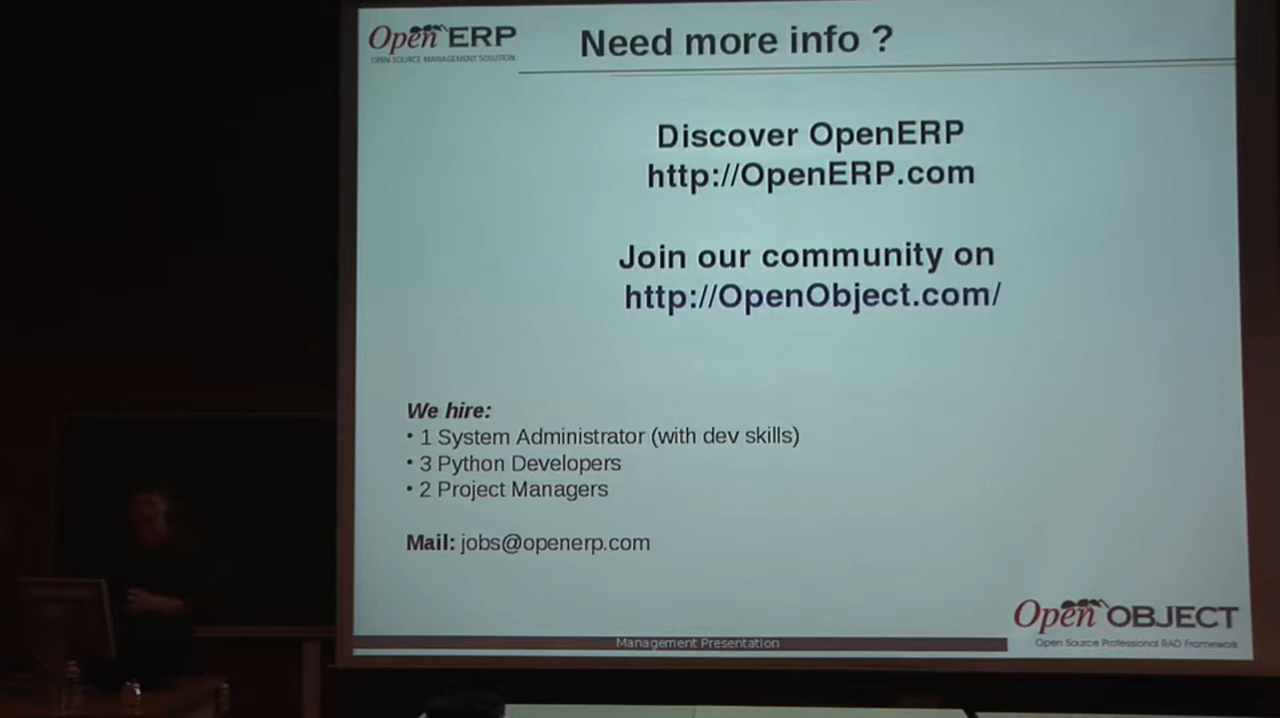 Open ERP
OPEN SOURCE MANAGEMENT SOLUTION
Need more info ?
Discover OpenERP
http://OpenERP.com
Join our community on
http://OpenObject.com/
We hire:
• 1 System Administrator (with dev skills)
• 3 Python Developers
• 2 Project Managers
Mail: jobs@openerp.com
Open OBJECT
Open Source Professional RAD Framework
Management Presentation